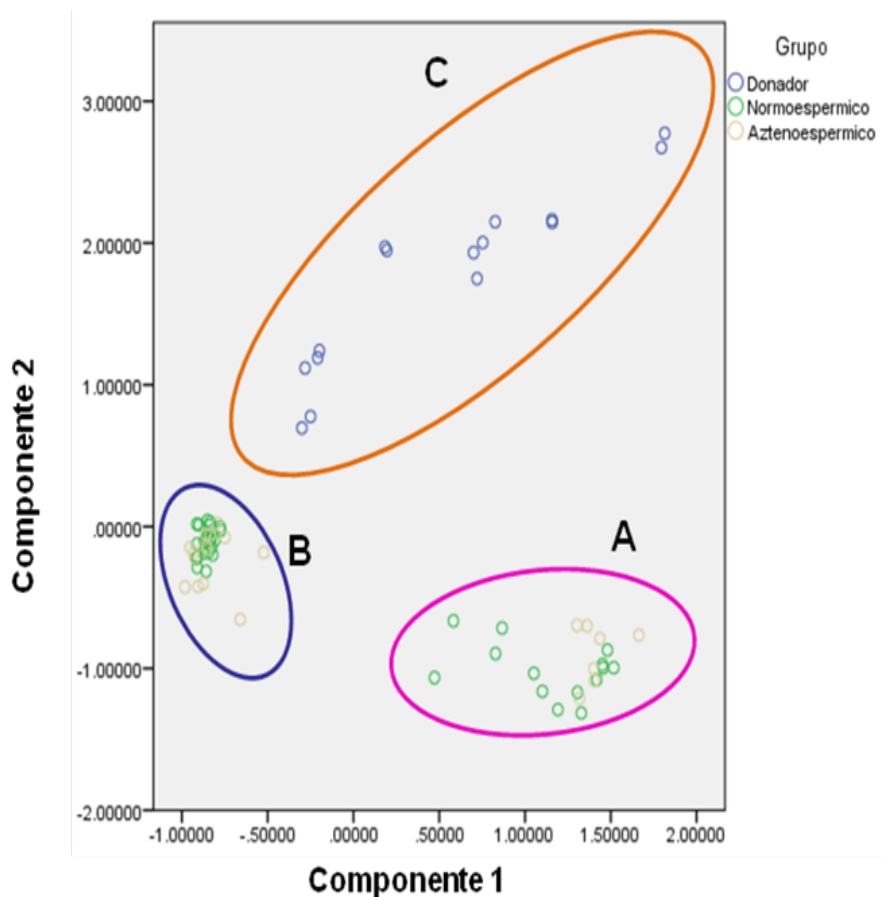 Grupo
Donador
Normoespermico
Aztenoespermico
C
B
A
3.00000
2.00000
1.00000
.00000
-1.00000
-2.00000
Componente 2
-1.00000 -.50000 .00000 .50000 1.00000 1.50000 2.00000
Componente 1